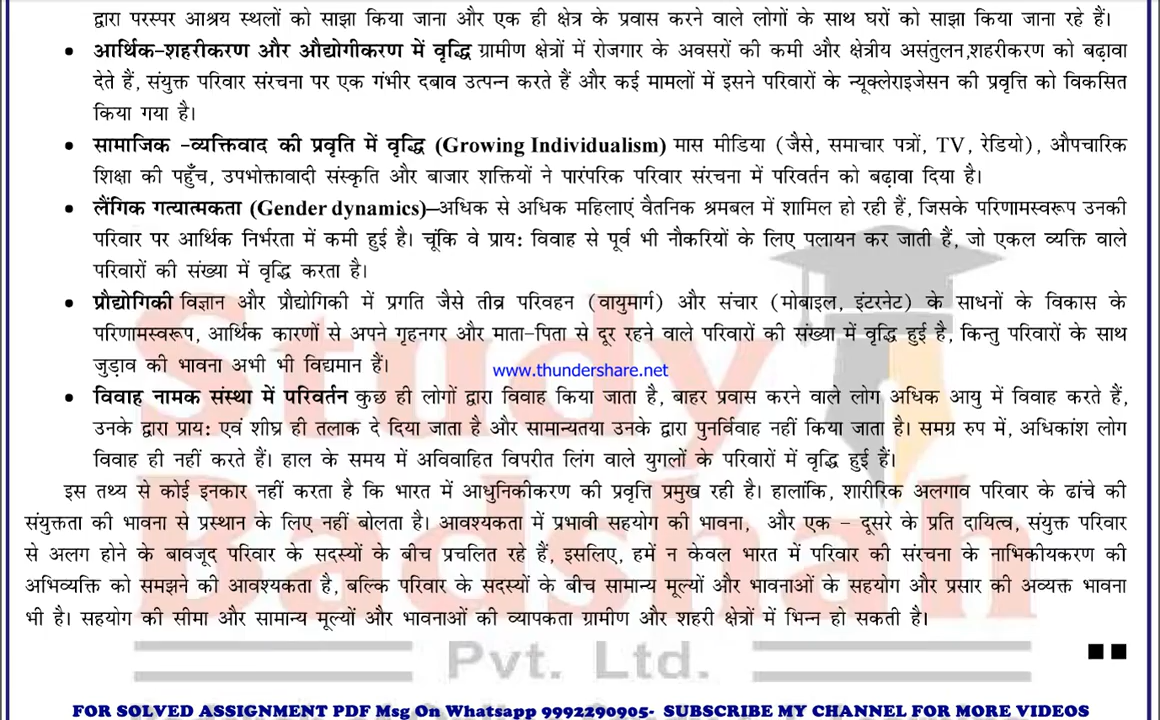 द्वारा परस्पर आश्रय स्थलों को साझा किया जाना और एक ही क्षेत्र के प्रवास करने वाले लोगों के साथ घरों को साझा किया जाना रहे हैं।
• आर्थिक-शहरीकरण और औद्योगीकरण में वृद्धि ग्रामीण क्षेत्रों में रोजगार के अवसरों की कमी और क्षेत्रीय असंतुलन,शहरीकरण को बढ़ावा
देते हैं, संयुक्त परिवार संरचना पर एक गंभीर दबाव उत्पन्न करते हैं और कई मामलों में इसने परिवारों के न्यूक्लेराइजेसन की प्रवृत्ति को विकसित
किया गया है।
• सामाजिक -व्यक्तिवाद की प्रवृति में वृद्धि (Growing Individualism) मास मीडिया (जैसे, समाचार पत्रों, TV, रेडियो), औपचारिक
शिक्षा की पहुँच, उपभोक्तावादी संस्कृति और बाजार शक्तियों ने पारंपरिक परिवार संरचना में परिवर्तन को बढ़ावा दिया है।
• लैंगिक गत्यात्मकता (Gender dynamics)–अधिक से अधिक महिलाएं वैतनिक श्रमबल में शामिल हो रही हैं, जिसके परिणामस्वरूप उनकी
परिवार पर आर्थिक निर्भरता में कमी हुई है। चूंकि वे प्राय: विवाह से पूर्व भी नौकरियों के लिए पलायन कर जाती हैं, जो एकल व्यक्ति वाले
परिवारों की संख्या में वृद्धि करता है।
• प्रौद्योगिकी विज्ञान और प्रौद्योगिकी में प्रगति जैसे तीव्र परिवहन (वायुमार्ग) और संचार (मोबाइल, इंटरनेट) के साधनों के विकास के
परिणामस्वरूप, आर्थिक कारणों से अपने गृहनगर और माता-पिता से दूर रहने वाले परिवारों की संख्या में वृद्धि हुई है, किन्तु परिवारों के साथ
जुड़ाव की भावना अभी भी विद्यमान हैं।
www.thundershare.net
• विवाह नामक संस्था में परिवर्तन कुछ ही लोगों द्वारा विवाह किया जाता है, बाहर प्रवास करने वाले लोग अधिक आयु में विवाह करते हैं,
उनके द्वारा प्राय: एवं शीघ्र ही तलाक दे दिया जाता है और सामान्यतया उनके द्वारा पुनर्विवाह नहीं किया जाता है। समग्र रुप में, अधिकांश लोग
विवाह ही नहीं करते हैं। हाल के समय में अविवाहित विपरीत लिंग वाले युगलों के परिवारों में वृद्धि हुई हैं।
इस तथ्य से कोई इनकार नहीं करता है कि भारत में आधुनिकीकरण की प्रवृत्ति प्रमुख रही है। हालांकि, शारीरिक अलगाव परिवार के ढांचे की
संयुक्तता की भावना से प्रस्थान के लिए नहीं बोलता है। आवश्यकता में प्रभावी सहयोग की भावना, और एक - दूसरे के प्रति दायित्व, संयुक्त परिवार
से अलग होने के बावजूद परिवार के सदस्यों के बीच प्रचलित रहे हैं, इसलिए, हमें न केवल भारत में परिवार की संरचना के नाभिकीयकरण की
अभिव्यक्ति को समझने की आवश्यकता है, बल्कि परिवार के सदस्यों के बीच सामान्य मूल्यों और भावनाओं के सहयोग और प्रसार की अव्यक्त भावना
भी है। सहयोग की सीमा और सामान्य मूल्यों और भावनाओं की व्यापकता ग्रामीण और शहरी क्षेत्रों में भिन्न हो सकती है।
Study
Badshah
Pvt. Ltd.
FOR SOLVED ASSIGNMENT PDF Msg On Whatsapp 9992290905- SUBSCRIBE MY CHANNEL FOR MORE VIDEOS